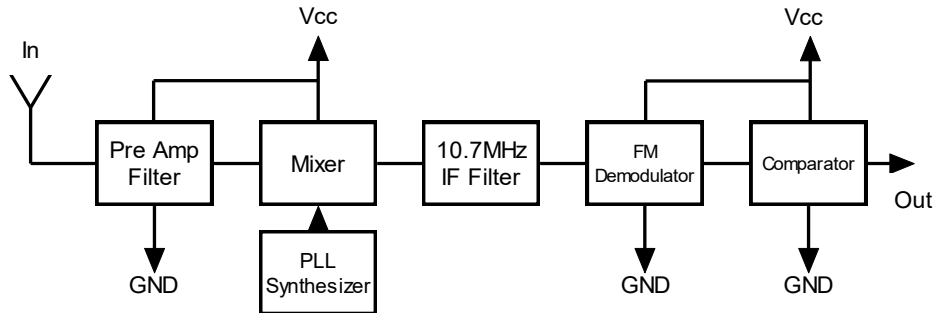 Vcc
Vcc
In
Pre Amp
Filter
Mixer
10.7MHz
IF Filter
FM
Demodulator
Comparator
Out
PLL
Synthesizer
GND
GND
GND